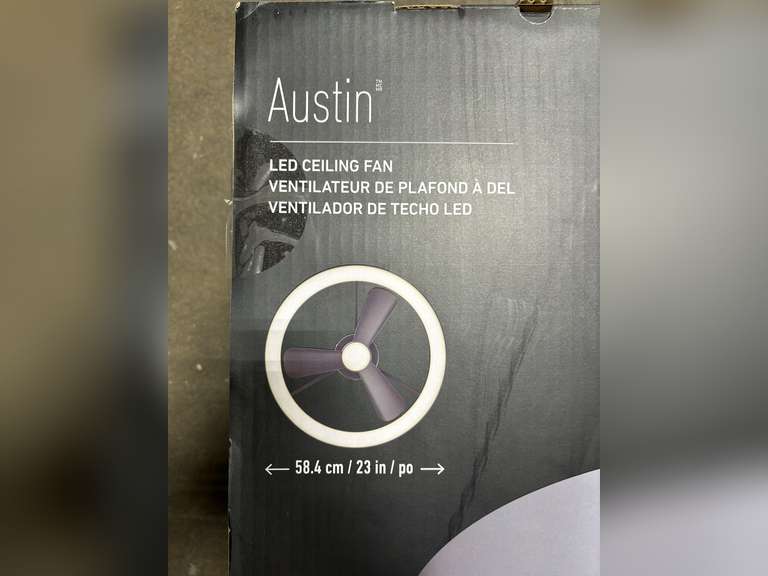 Austin
LED CEILING FAN
VENTILATEUR DE PLAFOND À DEL
VENTILADOR DE TECHO LED
58.4 cm / 23 in / po